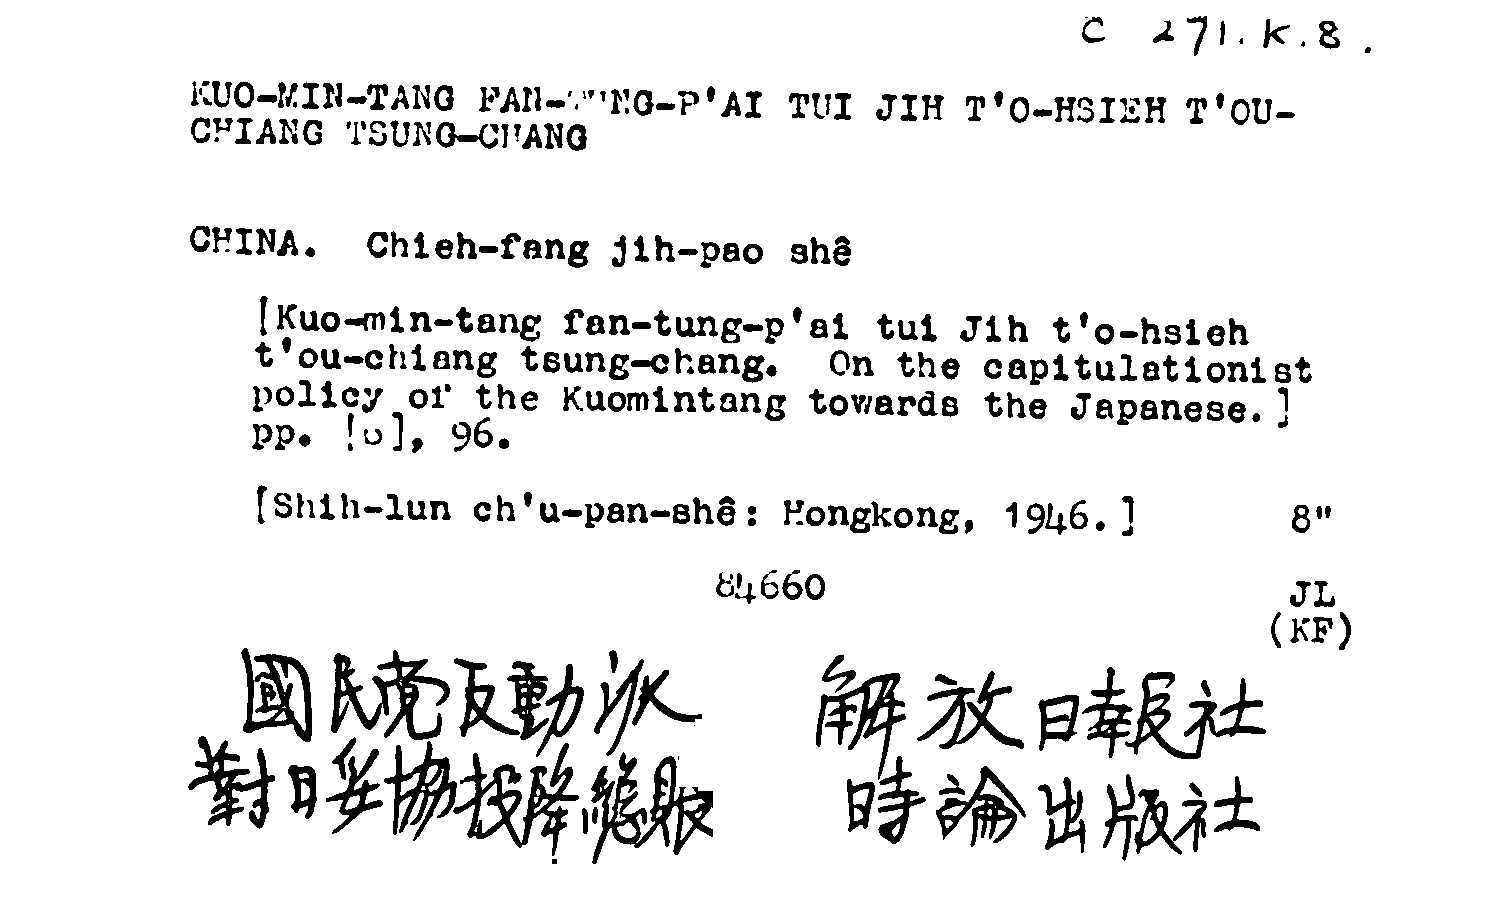 C 271.K.8.
KUO-MIN-TANG FAN-TUNG-P'AI TUI JIH T'O-HSIEH T'OU-
CHIANG TSUNG-CHANG
CHINA. Chieh-fang jih-pao shê
[Kuo-min-tang fan-tung-p'ai tui Jih t'o-hsieh
t'ou-chiang tsung-chang. On the capitulationist
policy of the Kuomintang towards the Japanese.]
pp. , 96.
[Shih-lun ch'u-pan-shê: Hongkong, 1946.] 8"
84660
JL
(KF)
國民党反動派 解放日報社
對日妥協投降總賬 時論出版社